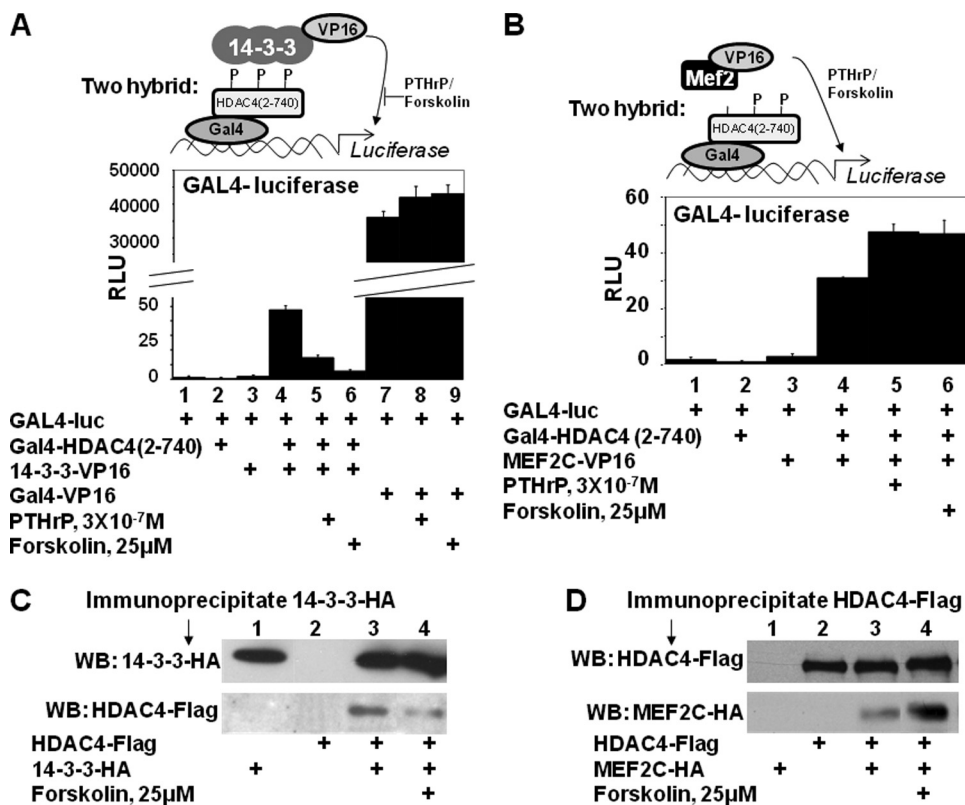 A
VP16
14-3-3
P P P
Two hybrid:
HDAC4(2-740)
PTHrP/
Forskolin
Gal4
Luciferase
50000
GAL4-luciferase
40000
30000
RLU
50
25
0
1 2 3 4 5 6 7 8 9
GAL4-luc + + + + + + + + +
Gal4-HDAC4(2-740) + + + +
14-3-3-VP16 + + + +
Gal4-VP16 + + +
PTHrP, 3X10-7M + +
Forskolin, 25µM + +
B
VP16
Mef2
PTHrP/
Forskolin
P P
Two hybrid:
HDAC4(2-740)
Gal4
Luciferase
60
GAL4-luciferase
40
RLU
20
0
1 2 3 4 5 6
GAL4-luc + + + + + +
Gal4-HDAC4 (2-740) + + + +
MEF2C-VP16 + + + +
PTHrP, 3X10-7M +
Forskolin, 25µM +
C
Immunoprecipitate 14-3-3-HA
1 2 3 4
WB: 14-3-3-HA
WB: HDAC4-Flag
HDAC4-Flag + + +
14-3-3-HA + + +
Forskolin, 25µM +
D
Immunoprecipitate HDAC4-Flag
1 2 3 4
WB: HDAC4-Flag
WB: MEF2C-HA
HDAC4-Flag + + +
MEF2C-HA + + +
Forskolin, 25µM +